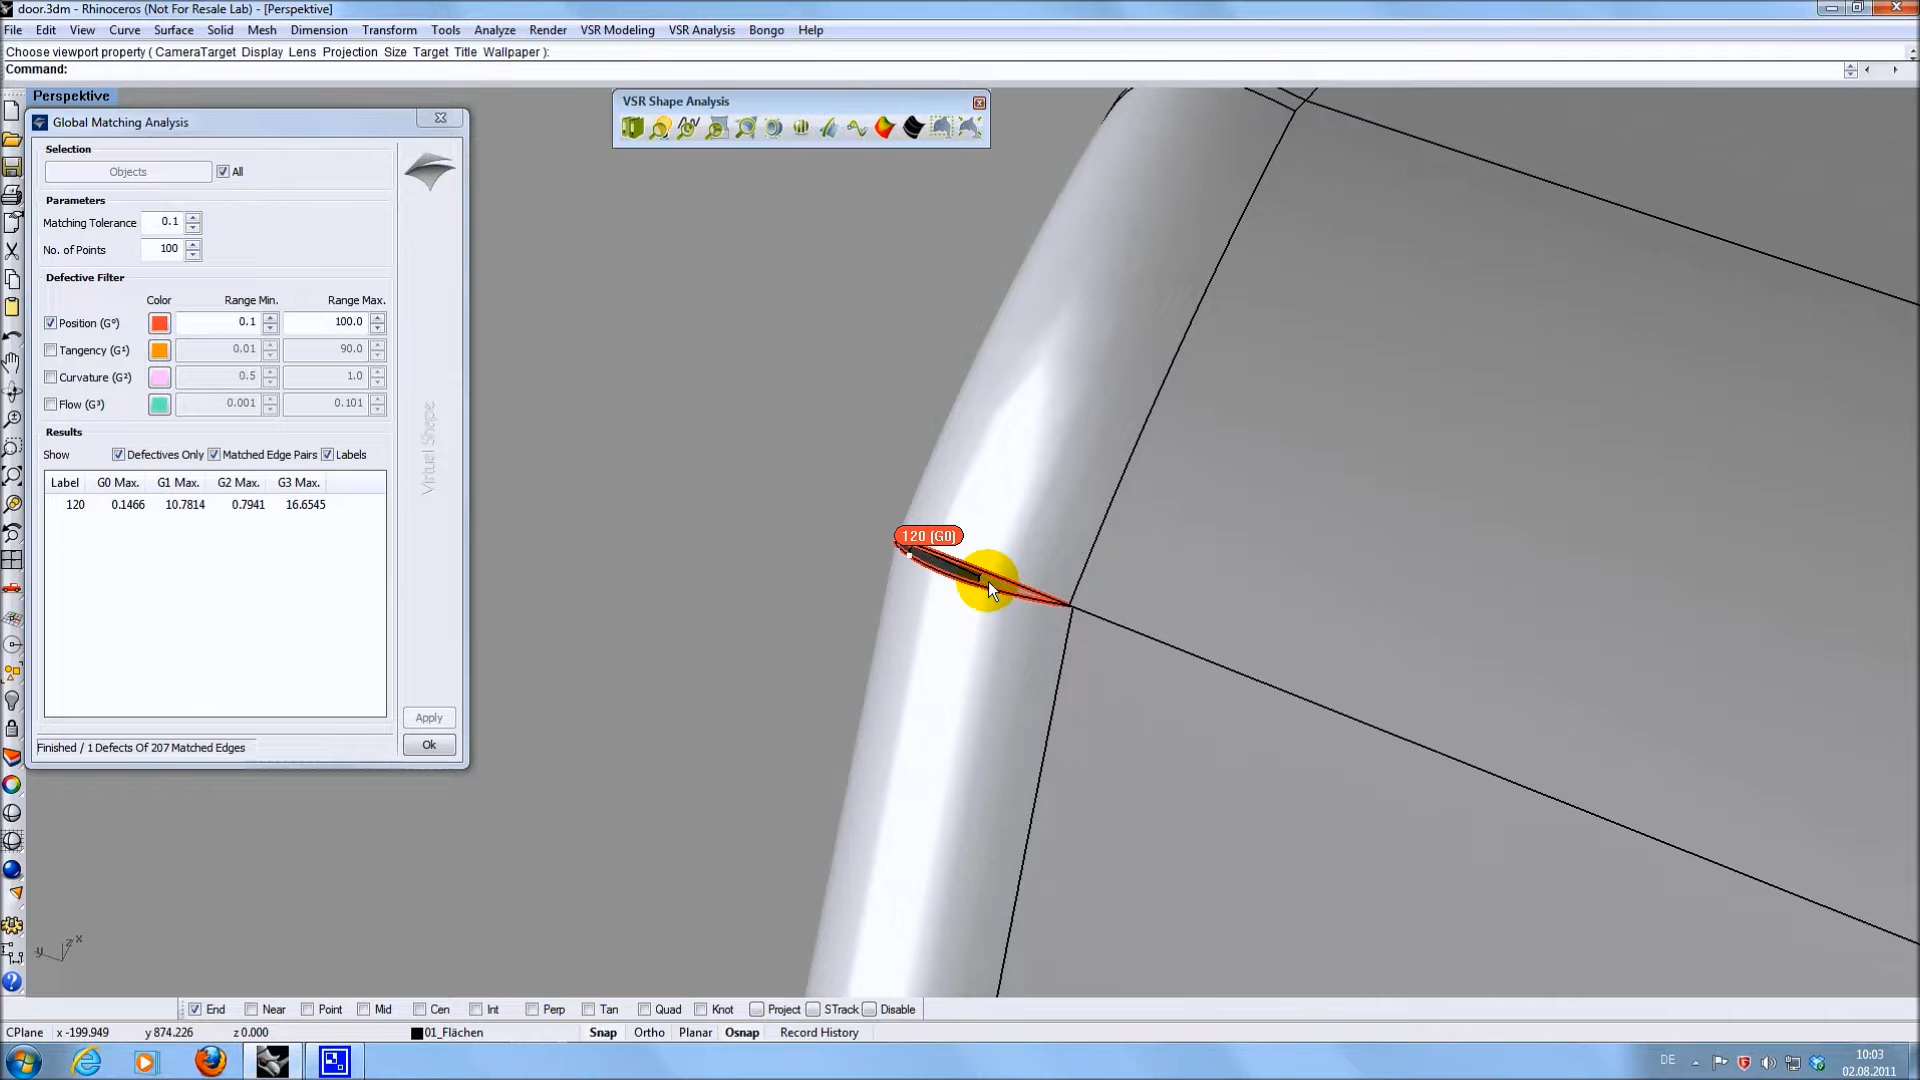 door.3dm - Rhinoceros (Not For Resale Lab) - [Perspektive]
File Edit View Curve Surface Solid Mesh Dimension Transform Tools Analyze Render VSR Modeling VSR Analysis Bongo Help
Choose viewport property ( CameraTarget Display Lens Projection Size Target Title Wallpaper ):
Command:
Perspektive
VSR Shape Analysis
Global Matching Analysis
Selection
Objects All
Parameters
Matching Tolerance 0.1
No. of Points 100
Defective Filter
Color Range Min. Range Max.
Position (G⁰) 0.1 100.0
Tangency (G¹) 0.01 90.0
Curvature (G²) 0.5 1.0
Flow (G³) 0.001 0.101
Results
Show Defectives Only Matched Edge Pairs Labels
Label G0 Max. G1 Max. G2 Max. G3 Max.
120 0.1466 10.7814 0.7941 16.6545
Virtual Shape
Apply
Finished / 1 Defects Of 207 Matched Edges
Ok
120 (G0)
z x
y
End Near Point Mid Cen Int Perp Tan Quad Knot Project STrack Disable
CPlane x -199.949 y 874.226 z 0.000 01_Flächen Snap Ortho Planar Osnap Record History
DE
10:03
02.08.2011